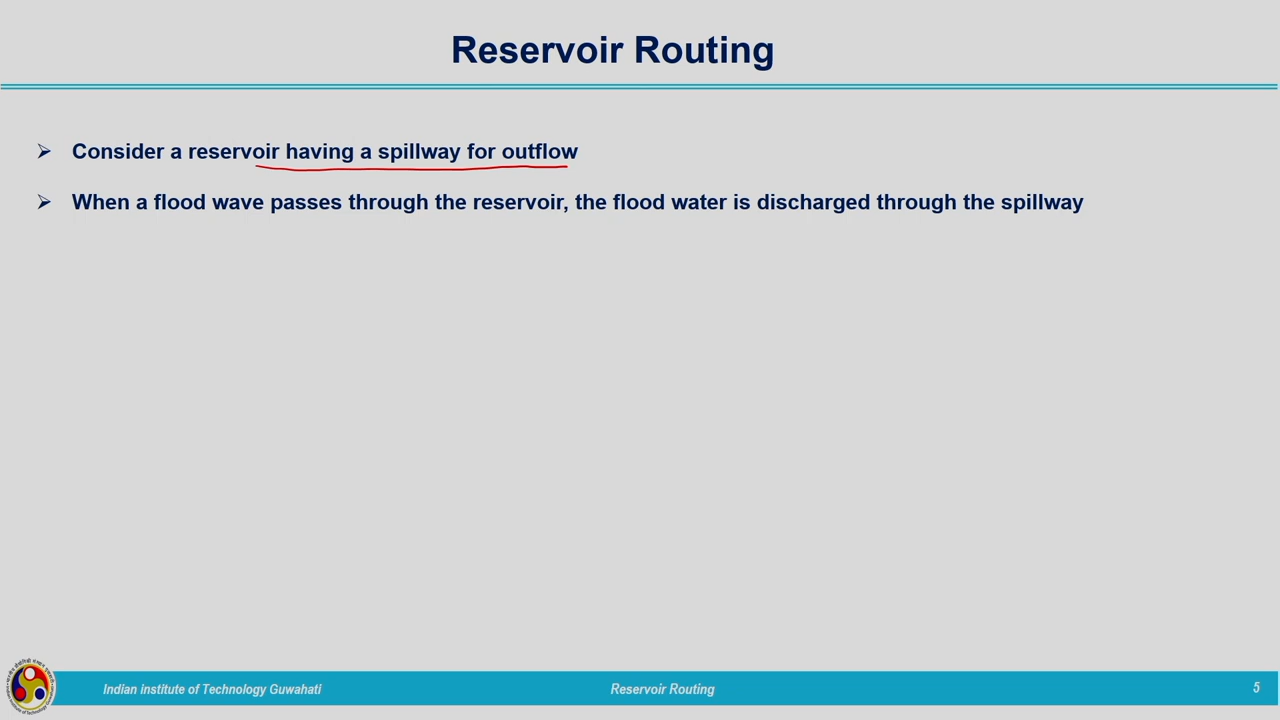 Reservoir Routing
Consider a reservoir having a spillway for outflow
When a flood wave passes through the reservoir, the flood water is discharged through the spillway
Indian institute of Technology Guwahati
Reservoir Routing
5